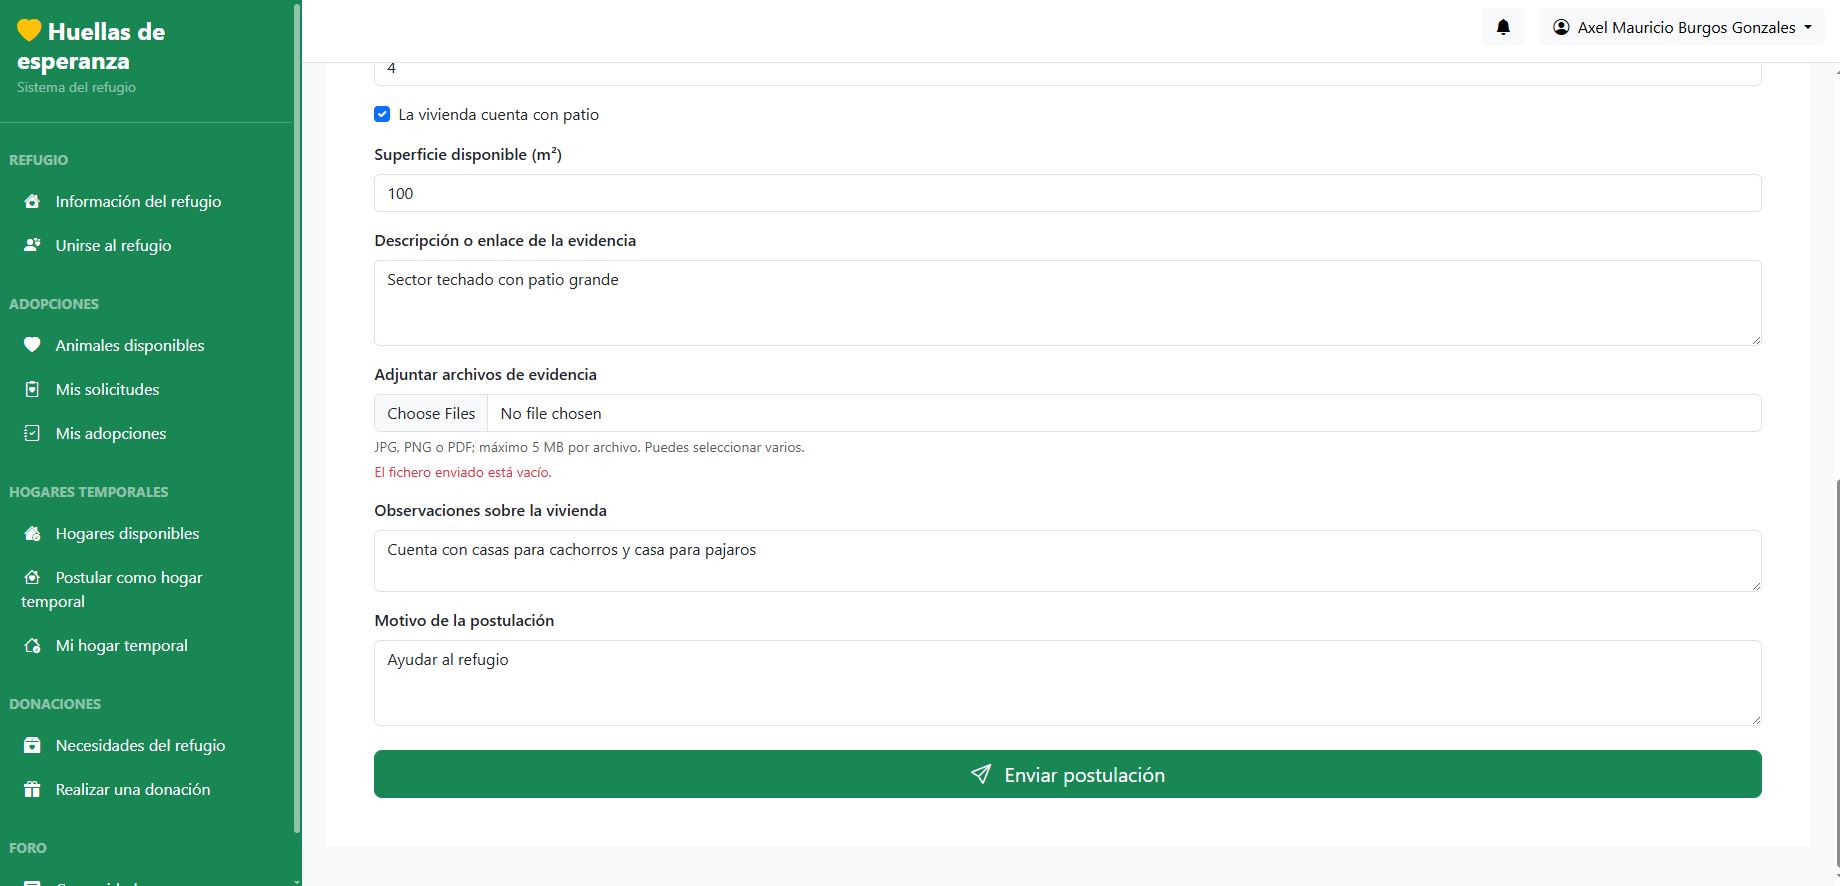 Huellas de
esperanza
Sistema del refugio
REFUGIO
Información del refugio
Unirse al refugio
ADOPCIONES
Animales disponibles
Mis solicitudes
Mis adopciones
HOGARES TEMPORALES
Hogares disponibles
Postular como hogar
temporal
Mi hogar temporal
DONACIONES
Necesidades del refugio
Realizar una donación
FORO
Axel Mauricio Burgos Gonzales
4
La vivienda cuenta con patio
Superficie disponible (m²)
100
Descripción o enlace de la evidencia
Sector techado con patio grande
Adjuntar archivos de evidencia
Choose Files No file chosen
JPG, PNG o PDF; máximo 5 MB por archivo. Puedes seleccionar varios.
El fichero enviado está vacío.
Observaciones sobre la vivienda
Cuenta con casas para cachorros y casa para pajaros
Motivo de la postulación
Ayudar al refugio
Enviar postulación